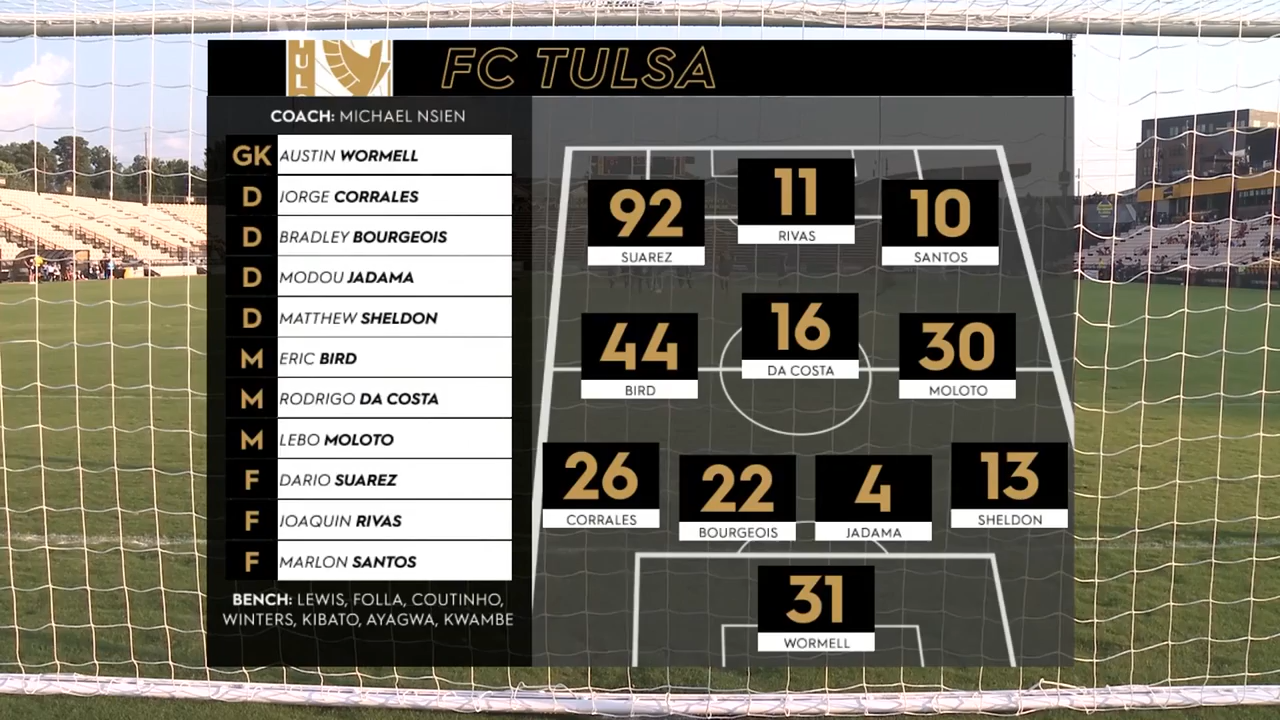 FC TULSA
COACH: MICHAEL NSIEN
GK AUSTIN WORMELL
D JORGE CORRALES
D BRADLEY BOURGEOIS
D MODOU JADAMA
D MATTHEW SHELDON
M ERIC BIRD
M RODRIGO DA COSTA
M LEBO MOLOTO
F DARIO SUAREZ
F JOAQUIN RIVAS
F MARLON SANTOS
BENCH: LEWIS, FOLLA, COUTINHO,
WINTERS, KIBATO, AYAGWA, KWAMBE
92
SUAREZ
11
RIVAS
10
SANTOS
44
BIRD
16
DA COSTA
30
MOLOTO
26
CORRALES
22
BOURGEOIS
4
JADAMA
13
SHELDON
31
WORMELL